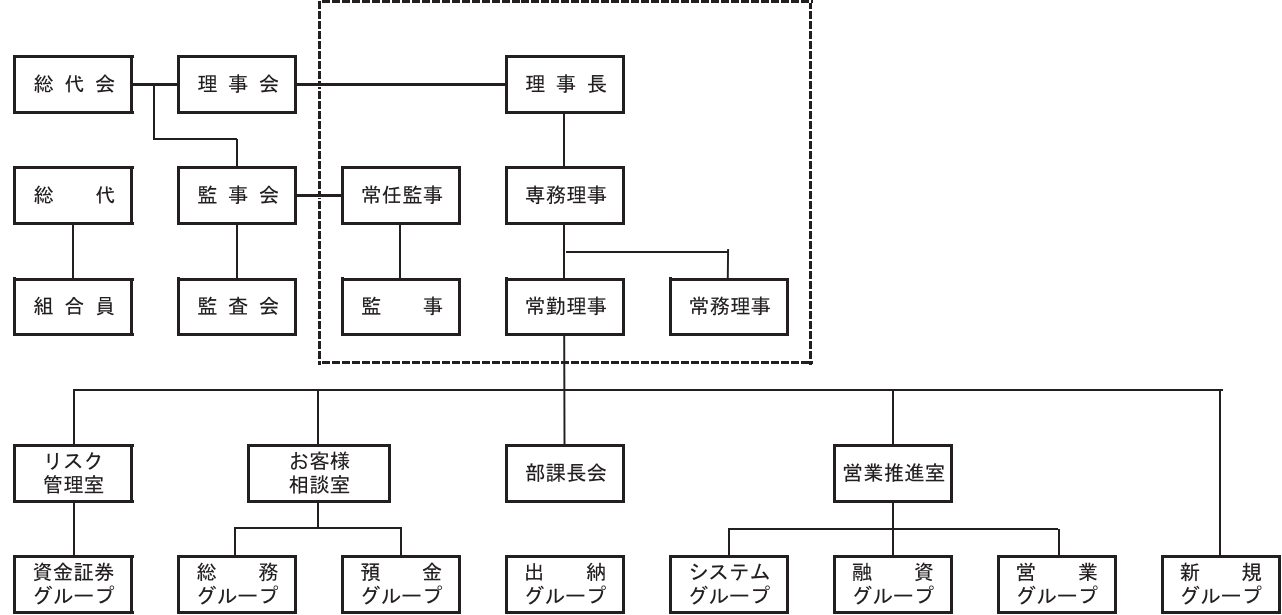 総代会
理事会
理事長
総代
監事会
常任監事
専務理事
組合員
監査会
監事
常勤理事
常務理事
リスク
管理室
お客様
相談室
部課長会
営業推進室
資金証券
グループ
総務
グループ
預金
グループ
出納
グループ
システム
グループ
融資
グループ
営業
グループ
新規
グループ